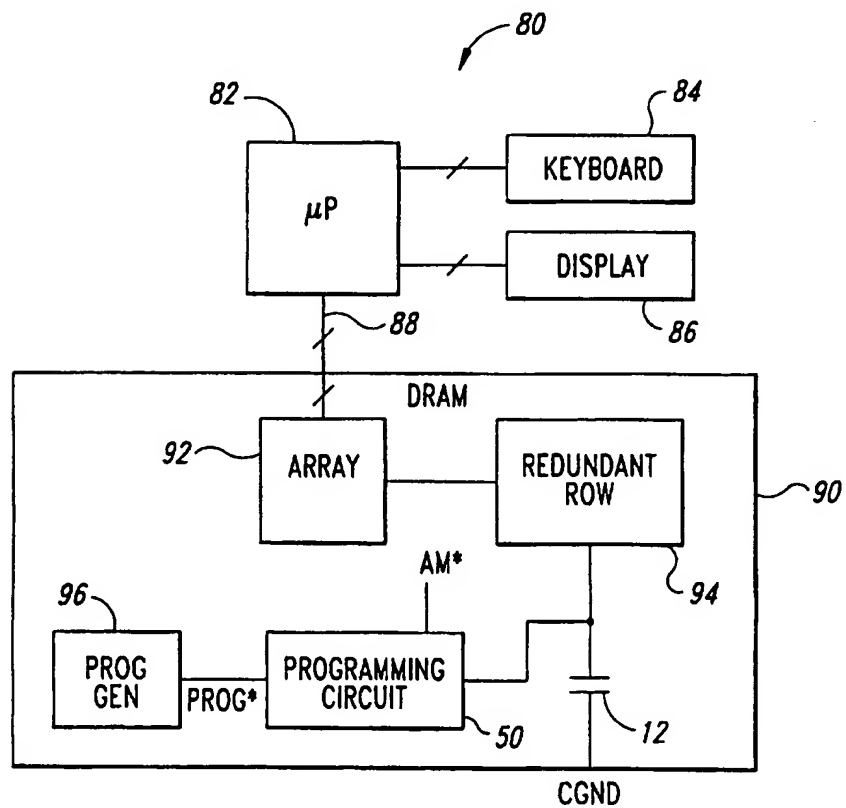 80
82
84
μP
KEYBOARD
DISPLAY
88
86
DRAM
92
ARRAY
REDUNDANT
ROW
90
AM*
94
96
PROG
GEN
PROG*
PROGRAMMING
CIRCUIT
50
12
CGND